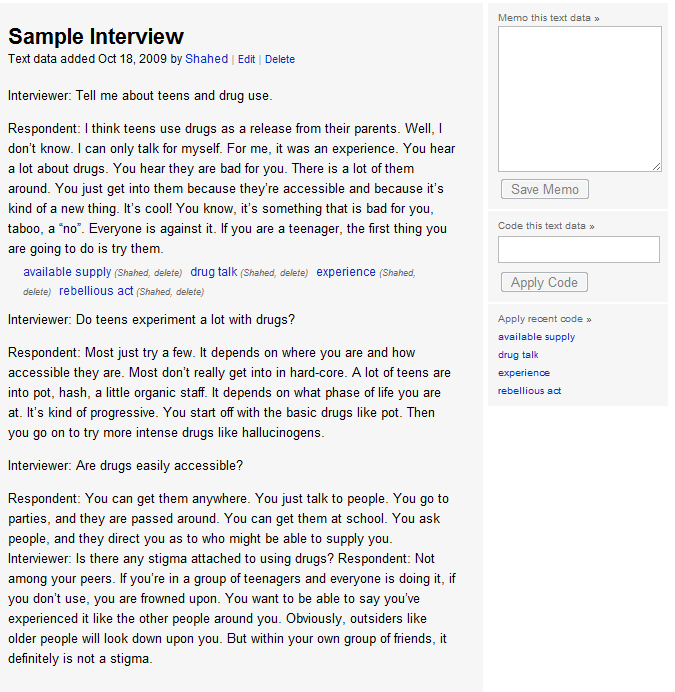 Sample Interview
Text data added Oct 18, 2009 by Shahed | Edit | Delete
Interviewer: Tell me about teens and drug use.
Respondent: I think teens use drugs as a release from their parents. Well, I
don't know. I can only talk for myself. For me, it was an experience. You hear
a lot about drugs. You hear they are bad for you. There is a lot of them
around. You just get into them because they're accessible and because it's
kind of a new thing. It's cool! You know, it's something that is bad for you,
taboo, a “no”. Everyone is against it. If you are a teenager, the first thing you
are going to do is try them.
available supply (Shahed, delete) drug talk (Shahed, delete) experience (Shahed,
delete) rebellious act (Shahed, delete)
Interviewer: Do teens experiment a lot with drugs?
Respondent: Most just try a few. It depends on where you are and how
accessible they are. Most don't really get into in hard-core. A lot of teens are
into pot, hash, a little organic staff. It depends on what phase of life you are
at. It's kind of progressive. You start off with the basic drugs like pot. Then
you go on to try more intense drugs like hallucinogens.
Interviewer: Are drugs easily accessible?
Respondent: You can get them anywhere. You just talk to people. You go to
parties, and they are passed around. You can get them at school. You ask
people, and they direct you as to who might be able to supply you.
Interviewer: Is there any stigma attached to using drugs? Respondent: Not
among your peers. If you're in a group of teenagers and everyone is doing it, if
you don't use, you are frowned upon. You want to be able to say you've
experienced it like the other people around you. Obviously, outsiders like
older people will look down upon you. But within your own group of friends, it
definitely is not a stigma.
Memo this text data »
Save Memo
Code this text data »
Apply Code
Apply recent code »
available supply
drug talk
experience
rebellious act